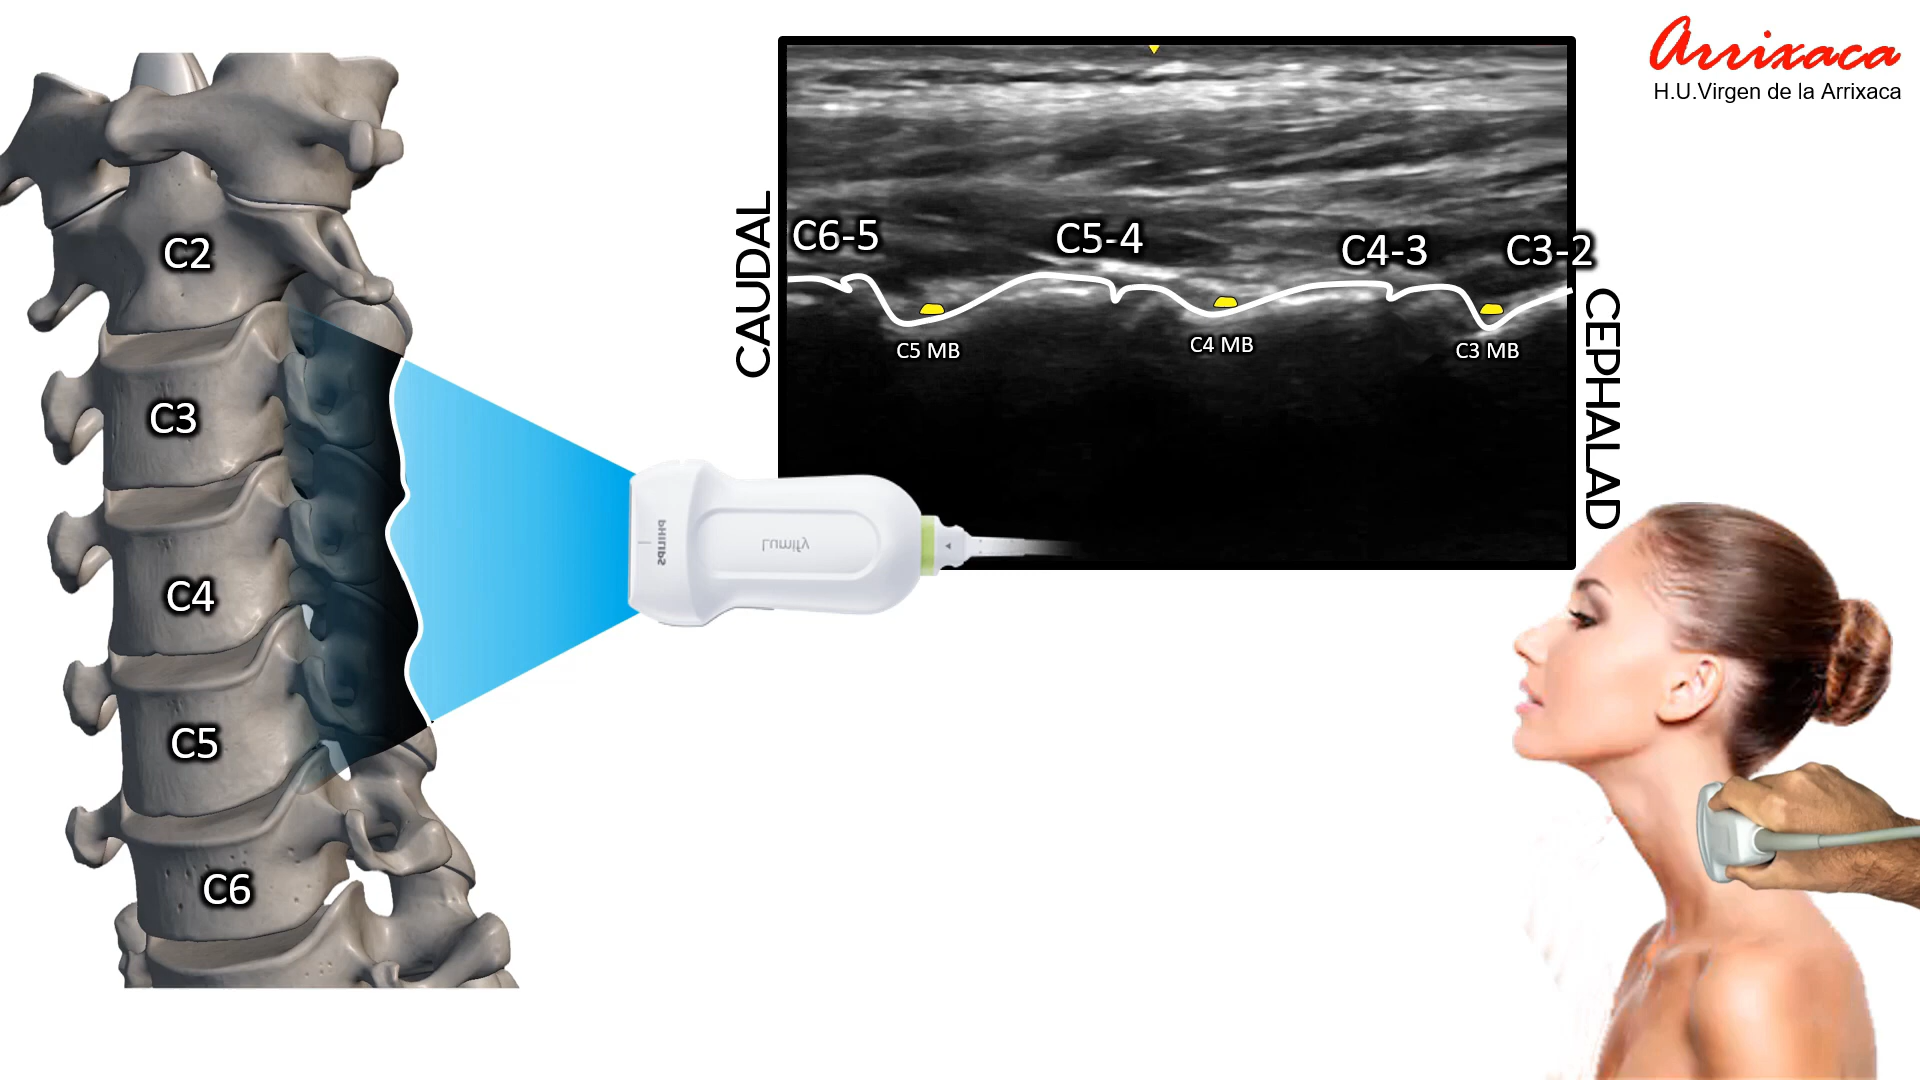 Arrixaca
H.U.Virgen de la Arrixaca
CAUDAL
C6-5
C5-4
C4-3
C3-2
C5 MB
C4 MB
C3 MB
CEPHALAD
C2
C3
C4
C5
C6
PHILIPS
Lumify